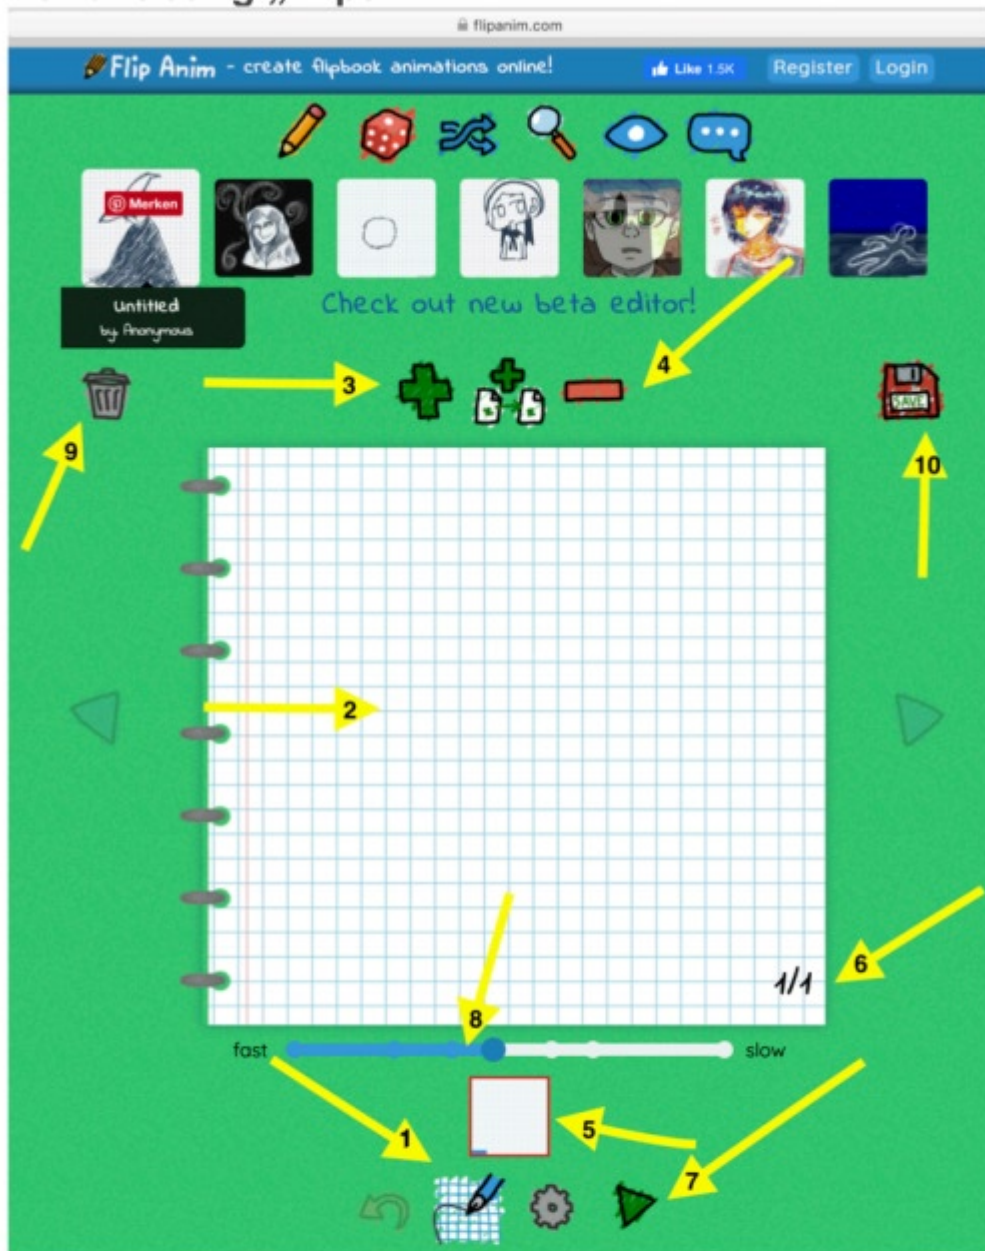 flipanim.com
Flip Anim - create flipbook animations online!
Like 1.5K
Register
Login
Merken
Untitled
by: Anonymous
Check out new beta editor!
3
4
9
SAVE
10
2
6
1/1
8
fast
slow
1
5
7